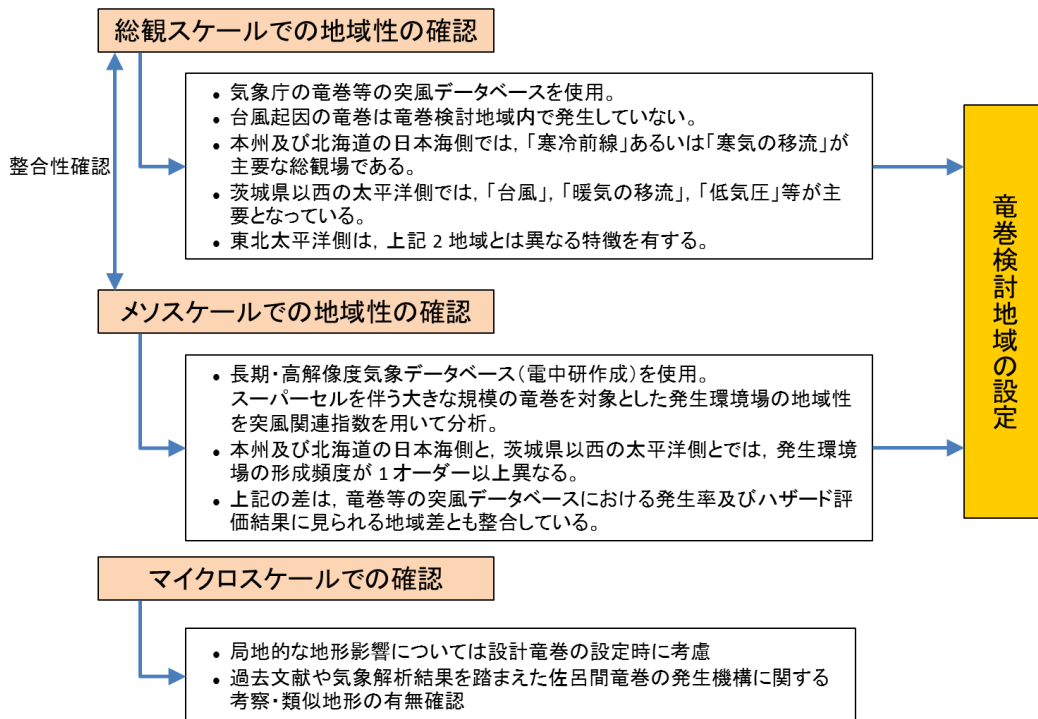 総観スケールでの地域性の確認
• 気象庁の竜巻等の突風データベースを使用。
• 台風起因の竜巻は竜巻検討地域内で発生していない。
• 本州及び北海道の日本海側では，「寒冷前線」あるいは「寒気の移流」が
主要な総観場である。
• 茨城県以西の太平洋側では，「台風」，「暖気の移流」，「低気圧」等が主
要となっている。
• 東北太平洋側は，上記 2 地域とは異なる特徴を有する。
整合性確認
メソスケールでの地域性の確認
• 長期・高解像度気象データベース（電中研作成）を使用。
スーパーセルを伴う大きな規模の竜巻を対象とした発生環境場の地域性
を突風関連指数を用いて分析。
• 本州及び北海道の日本海側と，茨城県以西の太平洋側とでは，発生環境
場の形成頻度が 1 オーダー以上異なる。
• 上記の差は，竜巻等の突風データベースにおける発生率及びハザード評
価結果に見られる地域差とも整合している。
マイクロスケールでの確認
• 局地的な地形影響については設計竜巻の設定時に考慮
• 過去文献や気象解析結果を踏まえた佐呂間竜巻の発生機構に関する
考察・類似地形の有無確認
竜巻検討地域の設定